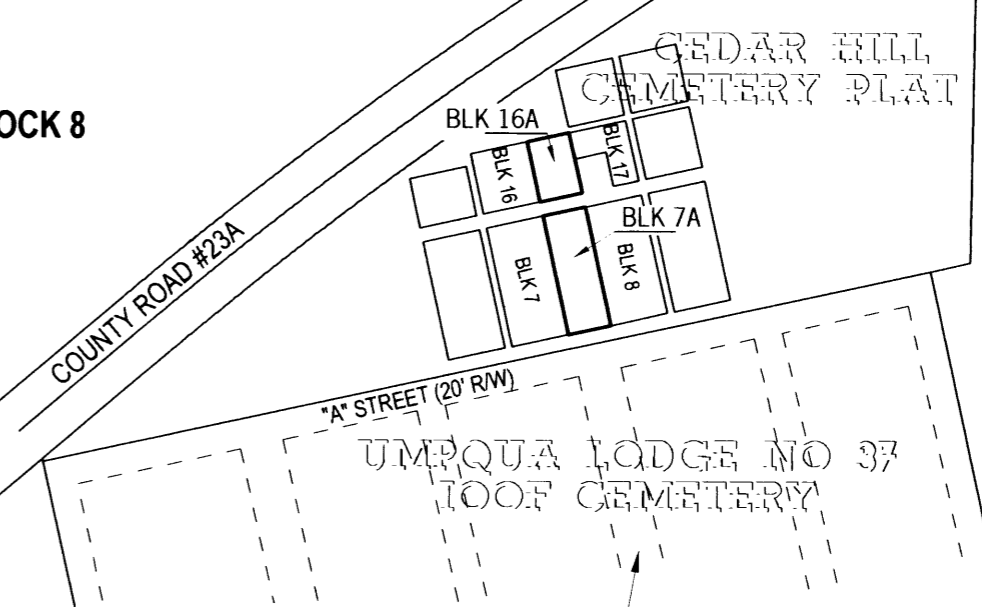 CEDAR HILL
CEMETERY PLAT
OCK 8
BLK 16A
BLK 17
BLK 16
BLK 7A
COUNTY ROAD #23A
BLK 7
BLK 8
"A" STREET (20' R/W)
UMPQUA LODGE NO 37
IOOF CEMETERY